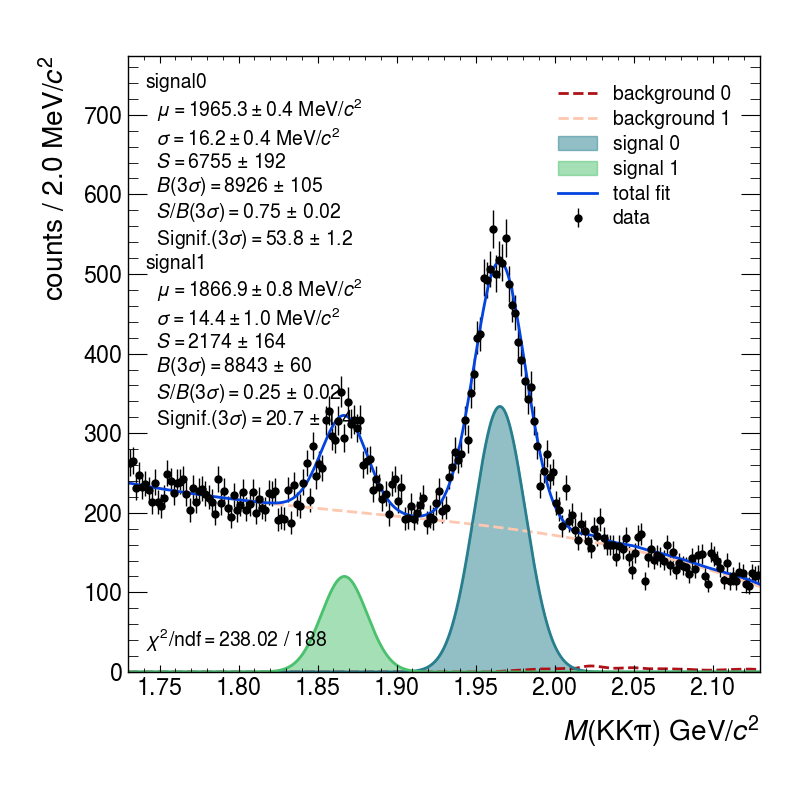 counts / 2.0 MeV/c²
signal0
μ = 1965.3 ± 0.4 MeV/c²
σ = 16.2 ± 0.4 MeV/c²
S = 6755 ± 192
B(3σ) = 8926 ± 105
S/B(3σ) = 0.75 ± 0.02
Signif.(3σ) = 53.8 ± 1.2
signal1
μ = 1866.9 ± 0.8 MeV/c²
σ = 14.4 ± 1.0 MeV/c²
S = 2174 ± 164
B(3σ) = 8843 ± 60
S/B(3σ) = 0.25 ± 0.02
Signif.(3σ) = 20.7 ±
background 0
background 1
signal 0
signal 1
total fit
data
700
600
500
400
300
200
100
0
χ²/ndf = 238.02 / 188
1.75 1.80 1.85 1.90 1.95 2.00 2.05 2.10
M(KKπ) GeV/c²